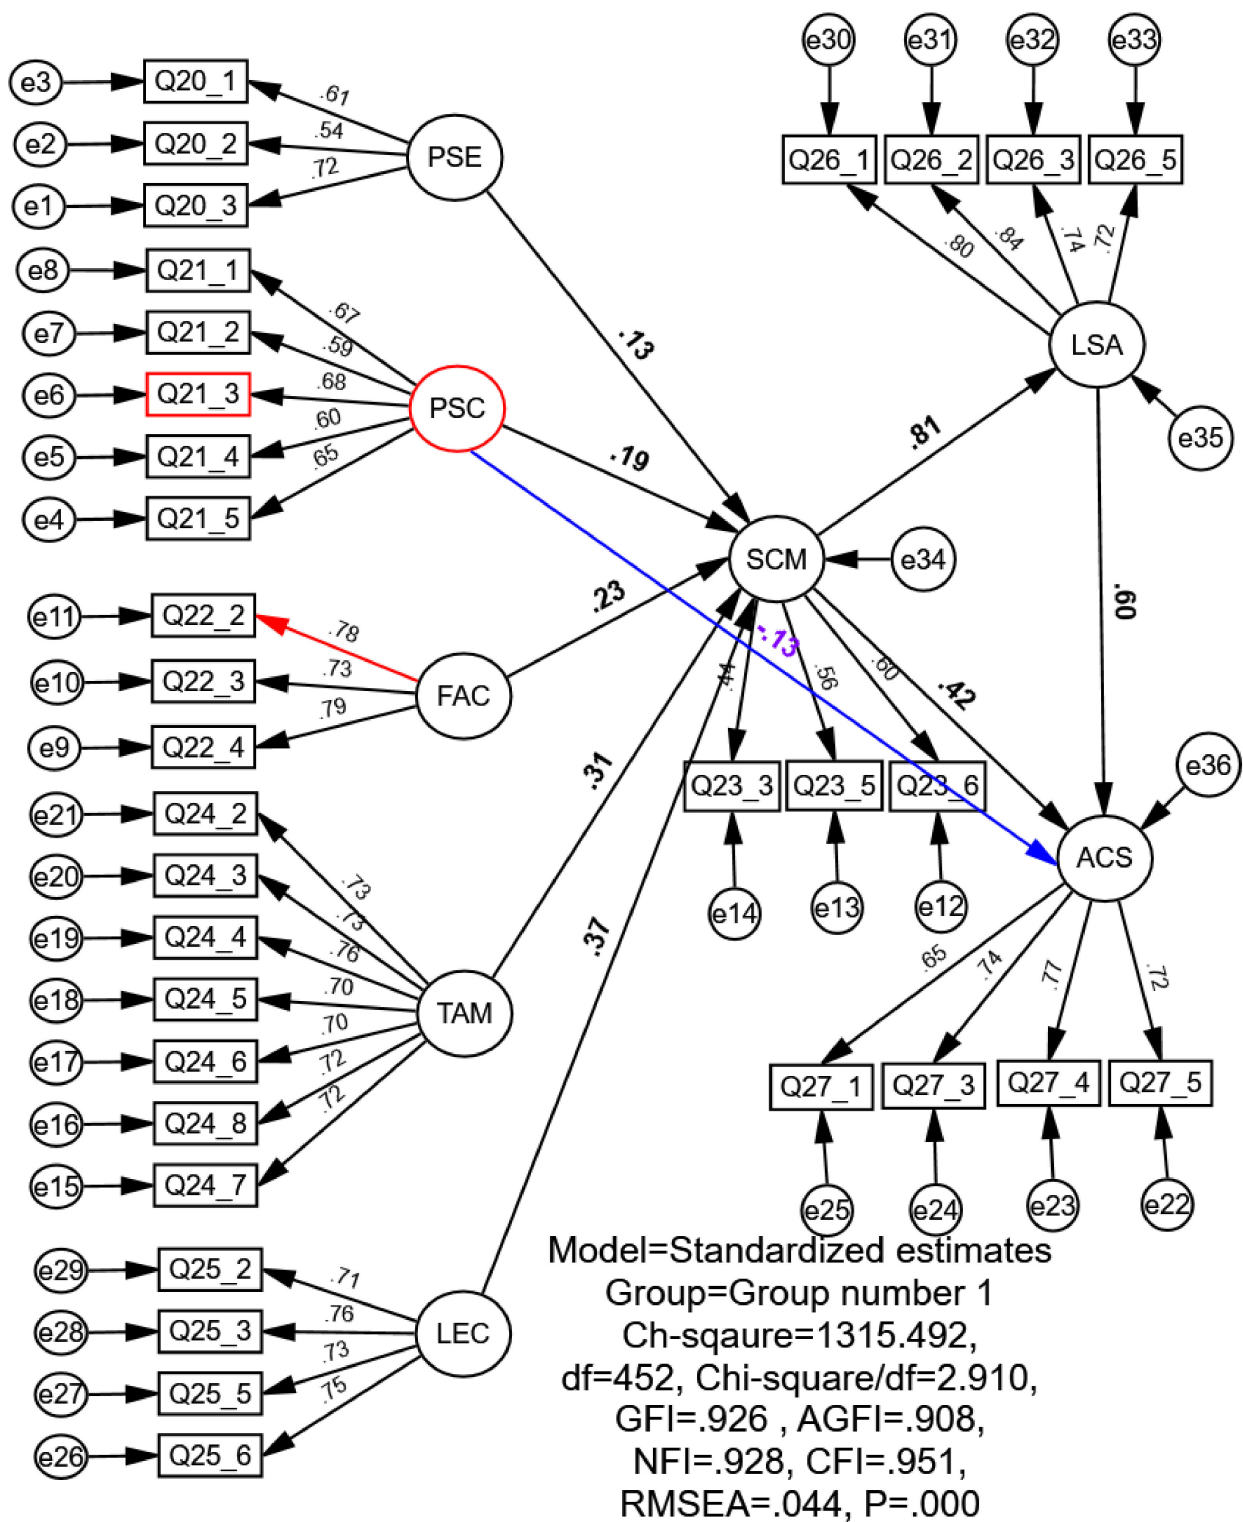 e30
e31
e32
e33
e3
Q20_1
.61
e2
Q20_2
.54
PSE
Q26_1
Q26_2
Q26_3
Q26_5
e1
Q20_3
.72
.80
.84
.74
.72
e8
Q21_1
.67
e7
Q21_2
.59
.13
LSA
e6
Q21_3
.68
PSC
e5
Q21_4
.60
e4
Q21_5
.65
.19
.81
e35
SCM
e34
e11
Q22_2
.78
.23
.60
e10
Q22_3
.73
FAC
-.13
.44
.56
.60
.42
e9
Q22_4
.79
.31
Q23_3
Q23_5
Q23_6
e36
e21
Q24_2
.73
ACS
e20
Q24_3
.73
e14
e13
e12
e19
Q24_4
.76
.37
.65
.74
.77
.72
e18
Q24_5
.70
TAM
e17
Q24_6
.70
Q27_1
Q27_3
Q27_4
Q27_5
e16
Q24_8
.72
e15
Q24_7
.72
e25
e24
e23
e22
e29
Q25_2
.71
e28
Q25_3
.76
LEC
e27
Q25_5
.73
e26
Q25_6
.75
Model=Standardized estimates
Group=Group number 1
Ch-sqaure=1315.492,
df=452, Chi-square/df=2.910,
GFI=.926 , AGFI=.908,
NFI=.928, CFI=.951,
RMSEA=.044, P=.000